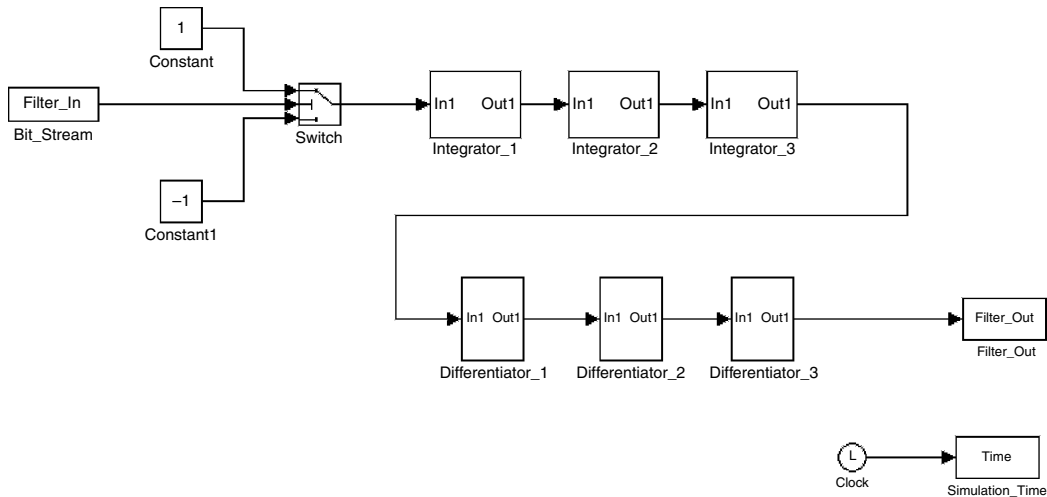 1
Constant
Filter_In
Bit_Stream
Switch
–1
Constant1
In1 Out1
Integrator_1
In1 Out1
Integrator_2
In1 Out1
Integrator_3
In1 Out1
Differentiator_1
In1 Out1
Differentiator_2
In1 Out1
Differentiator_3
Filter_Out
Filter_Out
L
Clock
Time
Simulation_Time